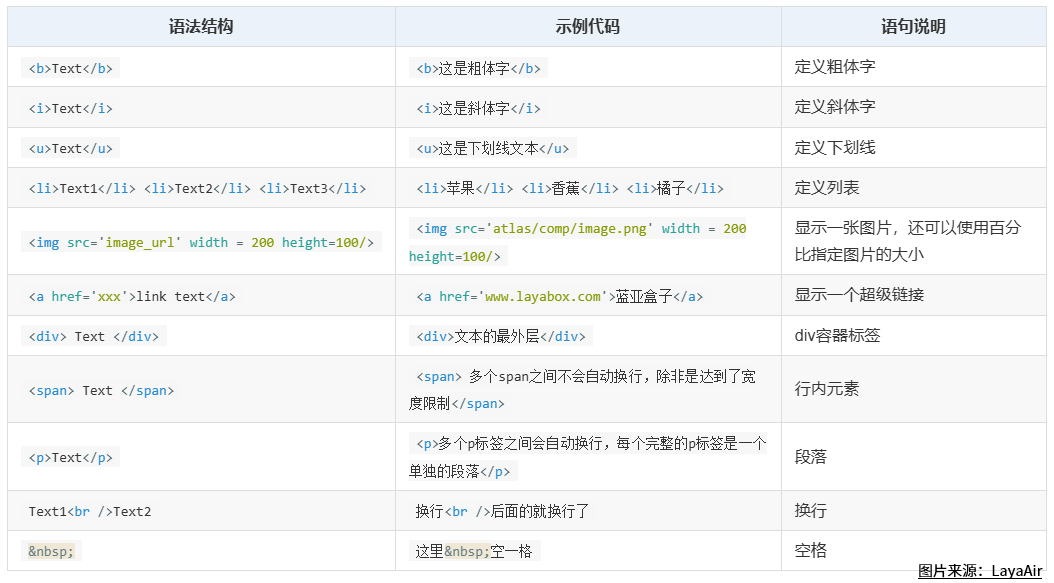 语法结构 示例代码 语句说明
<b>Text</b> <b>这是粗体字</b> 定义粗体字
<i>Text</i> <i>这是斜体字</i> 定义斜体字
<u>Text</u> <u>这是下划线文本</u> 定义下划线
<li>Text1</li> <li>Text2</li> <li>Text3</li> <li>苹果</li> <li>香蕉</li> <li>橘子</li> 定义列表
<img src='image_url' width = 200 height=100/> <img src='atlas/comp/image.png' width = 200
height=100/>
显示一张图片，还可以使用百分
比指定图片的大小
<a href='xxx'>link text</a> <a href='www.layabox.com'>蓝亚盒子</a> 显示一个超级链接
<div> Text </div> <div>文本的最外层</div> div容器标签
<span> Text </span> <span> 多个span之间不会自动换行，除非是达到了宽
度限制</span>
行内元素
<p>Text</p> <p>多个p标签之间会自动换行，每个完整的p标签是一个
单独的段落</p>
段落
Text1<br />Text2 换行<br />后面的就换行了 换行
&nbsp; 这里&nbsp;空一格 空格
图片来源：LayaAir